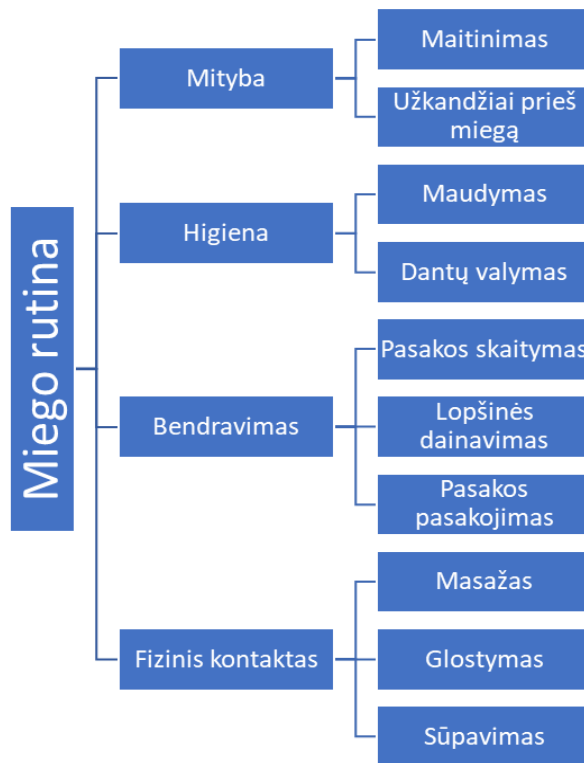 Miego rutina
Mityba
Maitinimas
Užkandžiai prieš
miegą
Higiena
Maudymas
Dantų valymas
Bendravimas
Pasakos skaitymas
Lopšinės
dainavimas
Pasakos
pasakojimas
Fizinis kontaktas
Masažas
Glostymas
Sūpavimas